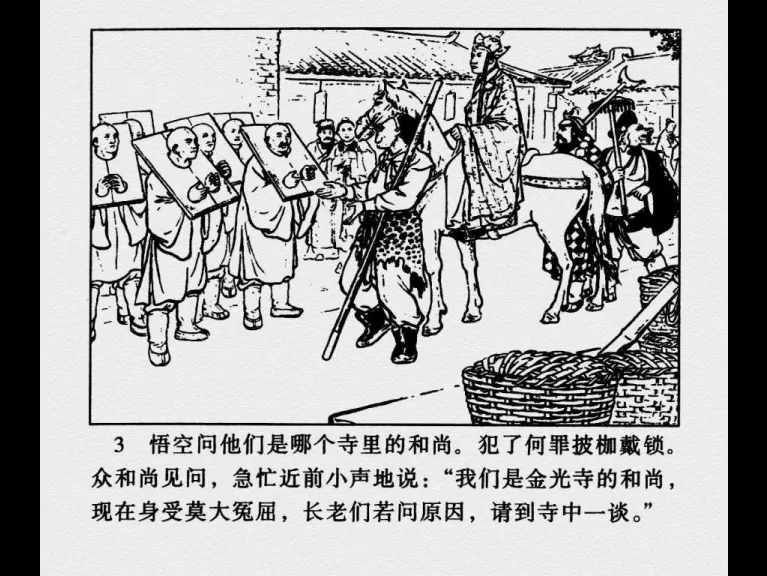 3 悟空问他们是哪个寺里的和尚。犯了何罪披枷戴锁。
众和尚见问，急忙近前小声地说：“我们是金光寺的和尚，
现在身受莫大冤屈，长老们若问原因，请到寺中一谈。”